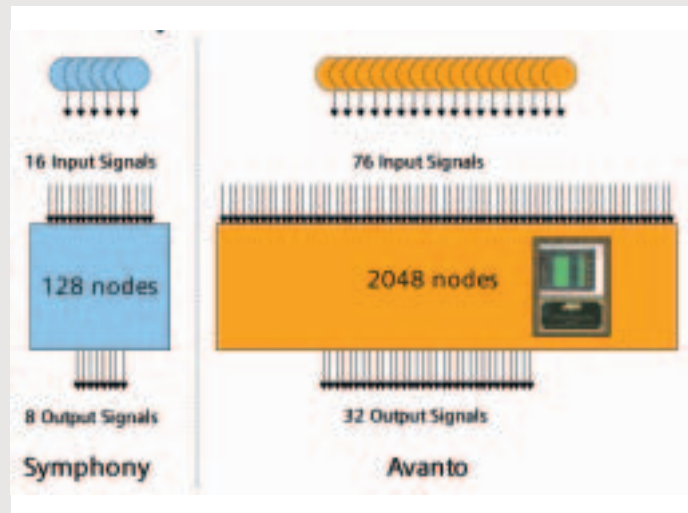 16 Input Signals
76 Input Signals
128 nodes
2048 nodes
8 Output Signals
32 Output Signals
Symphony
Avanto